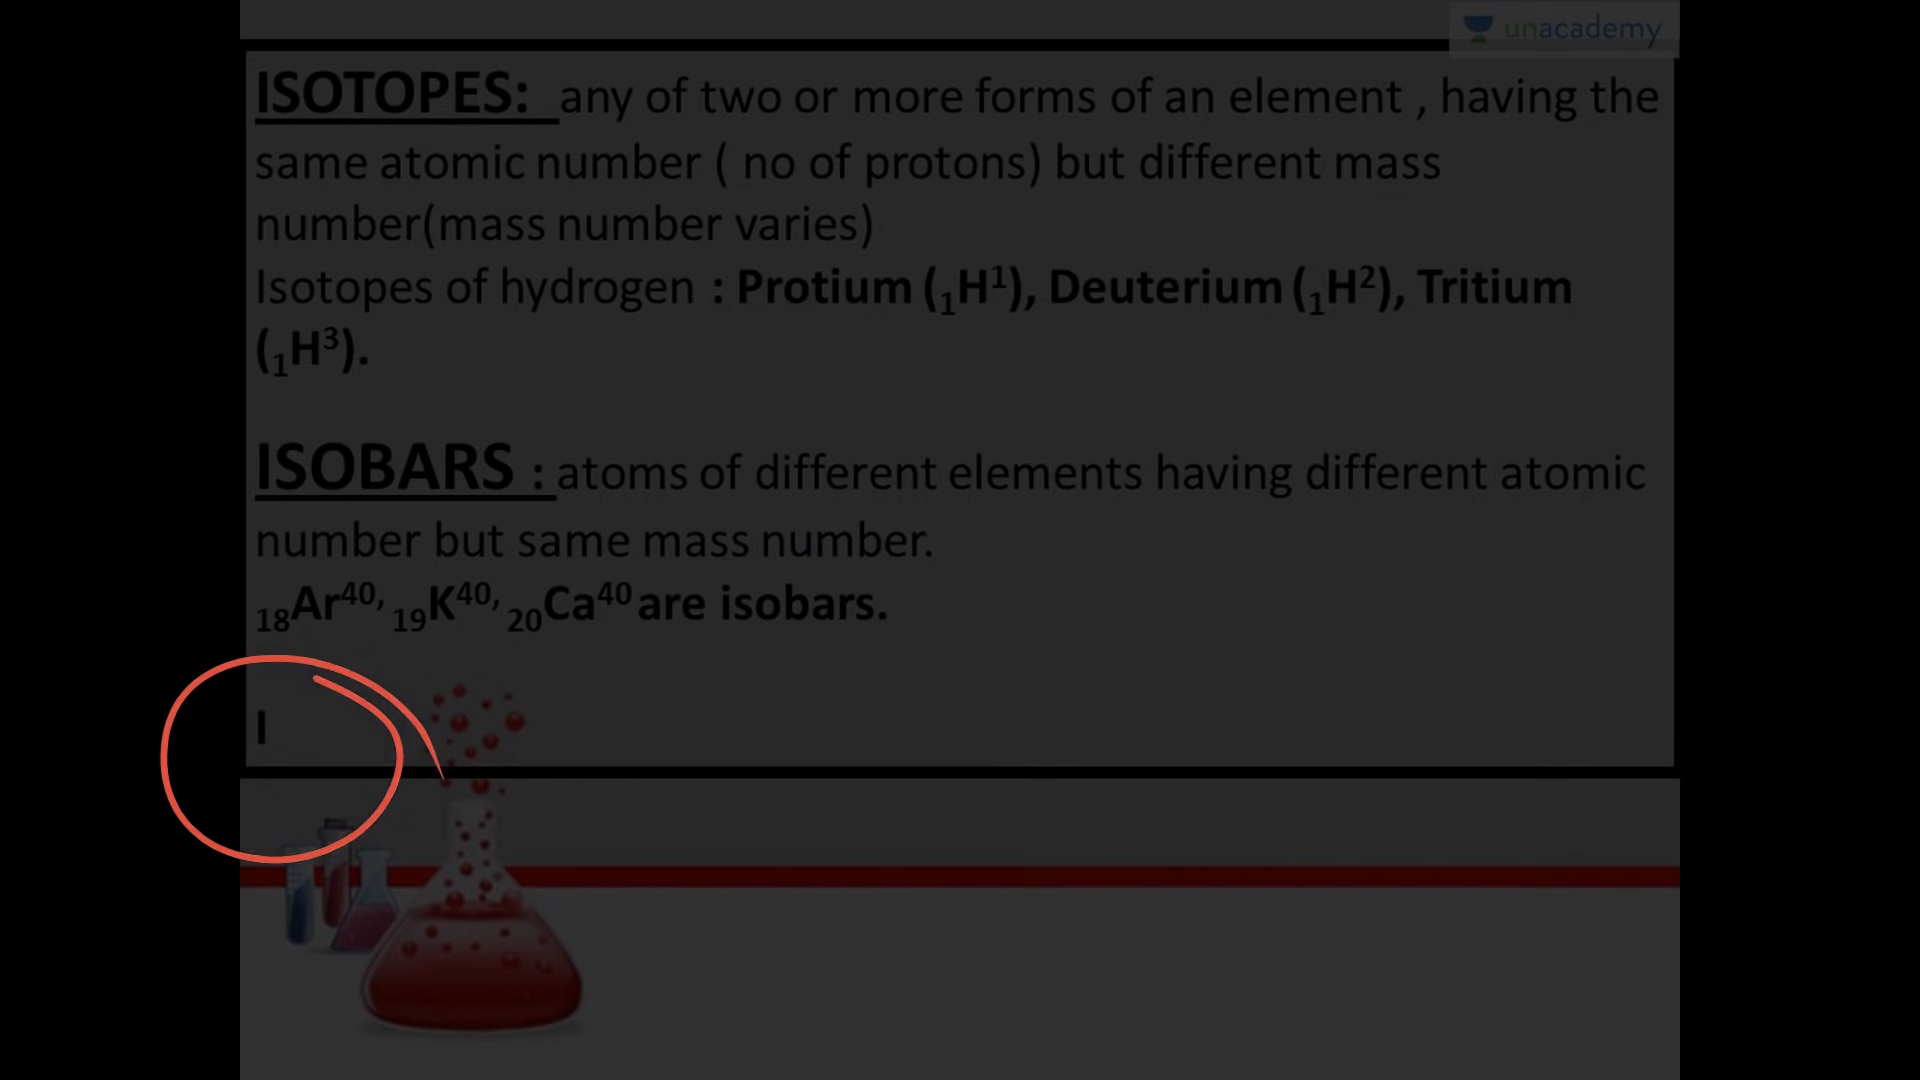 unacademy
ISOTOPES: any of two or more forms of an element , having the
same atomic number ( no of protons) but different mass
number(mass number varies)
Isotopes of hydrogen : Protium (₁H¹), Deuterium (₁H²), Tritium
(₁H³).
ISOBARS : atoms of different elements having different atomic
number but same mass number.
₁₈Ar⁴⁰, ₁₉K⁴⁰, ₂₀Ca⁴⁰ are isobars.
I